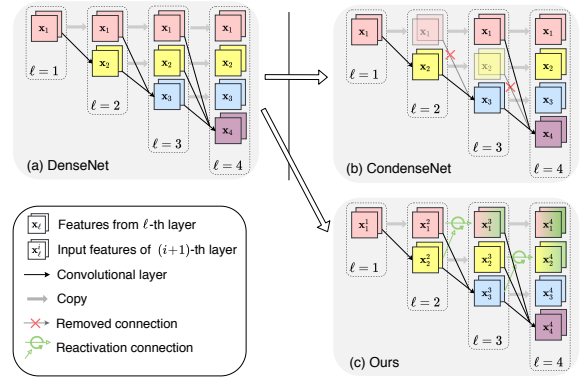 x₁ x₁ x₁ x₁
x₂ x₂ x₂
x₃ x₃
x₄
ℓ = 1
ℓ = 2
ℓ = 3
ℓ = 4
(a) DenseNet
x₁ x₁ x₁ x₁
x₂ x₂ x₂
x₃ x₃
x₄
ℓ = 1
ℓ = 2
ℓ = 3
ℓ = 4
(b) CondenseNet
x_ℓ Features from ℓ-th layer
x_ℓ^i Input features of (i+1)-th layer
Convolutional layer
Copy
Removed connection
Reactivation connection
x₁¹ x₁² x₁³ x₁⁴
x₂² x₂³ x₂⁴
x₃³ x₃⁴
x₄⁴
ℓ = 1
ℓ = 2
ℓ = 3
ℓ = 4
(c) Ours